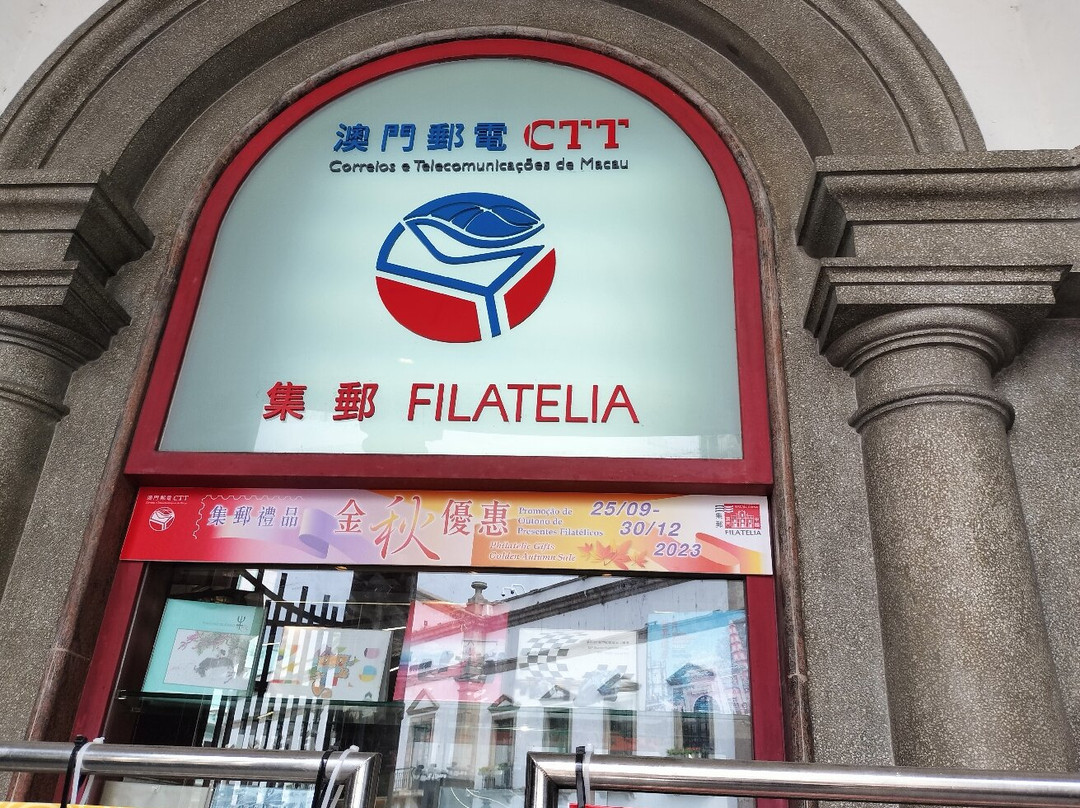 澳門郵電 CTT
Correios e Telecomunicações de Macau
集郵 FILATELIA
澳門郵電 CTT
集郵禮品
金秋優惠
Promoção de
Outono de
Presentes Filatélicos
Philatelic Gifts
Golden Autumn Sale
25/09-
30/12
2023
集郵
FILATELIA